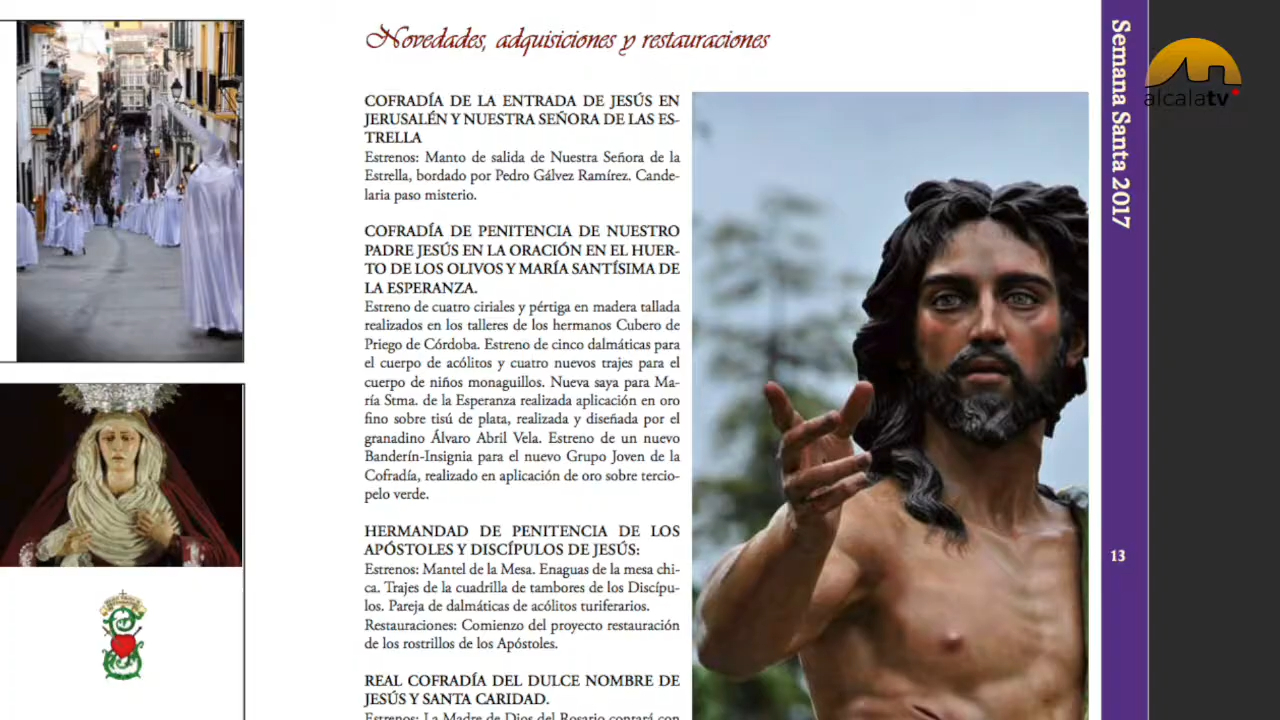 Novedades, adquisiciones y restauraciones
COFRADÍA DE LA ENTRADA DE JESÚS EN
JERUSALÉN Y NUESTRA SEÑORA DE LAS ES-
TRELLA
Estrenos: Manto de salida de Nuestra Señora de la
Estrella, bordado por Pedro Gálvez Ramírez. Cande-
laria paso misterio.
COFRADÍA DE PENITENCIA DE NUESTRO
PADRE JESÚS EN LA ORACIÓN EN EL HUER-
TO DE LOS OLIVOS Y MARÍA SANTÍSIMA DE
LA ESPERANZA.
Estreno de cuatro ciriales y pértiga en madera tallada
realizados en los talleres de los hermanos Cubero de
Priego de Córdoba. Estreno de cinco dalmáticas para
el cuerpo de acólitos y cuatro nuevos trajes para el
cuerpo de niños monaguillos. Nueva saya para Ma-
ría Stma. de la Esperanza realizada aplicación en oro
fino sobre tisú de plata, realizada y diseñada por el
granadino Álvaro Abril Vela. Estreno de un nuevo
Banderín-Insignia para el nuevo Grupo Joven de la
Cofradía, realizado en aplicación de oro sobre tercio-
pelo verde.
HERMANDAD DE PENITENCIA DE LOS
APÓSTOLES Y DISCÍPULOS DE JESÚS:
Estrenos: Mantel de la Mesa. Enaguas de la mesa chi-
ca. Trajes de la cuadrilla de tambores de los Discípu-
los. Pareja de dalmáticas de acólitos turiferarios.
Restauraciones: Comienzo del proyecto restauración
de los rostrillos de los Apóstoles.
REAL COFRADÍA DEL DULCE NOMBRE DE
JESÚS Y SANTA CARIDAD.
Estrenos: La Madre de Dios del Rosario contará con
Semana Santa 2017
13
alcalatv